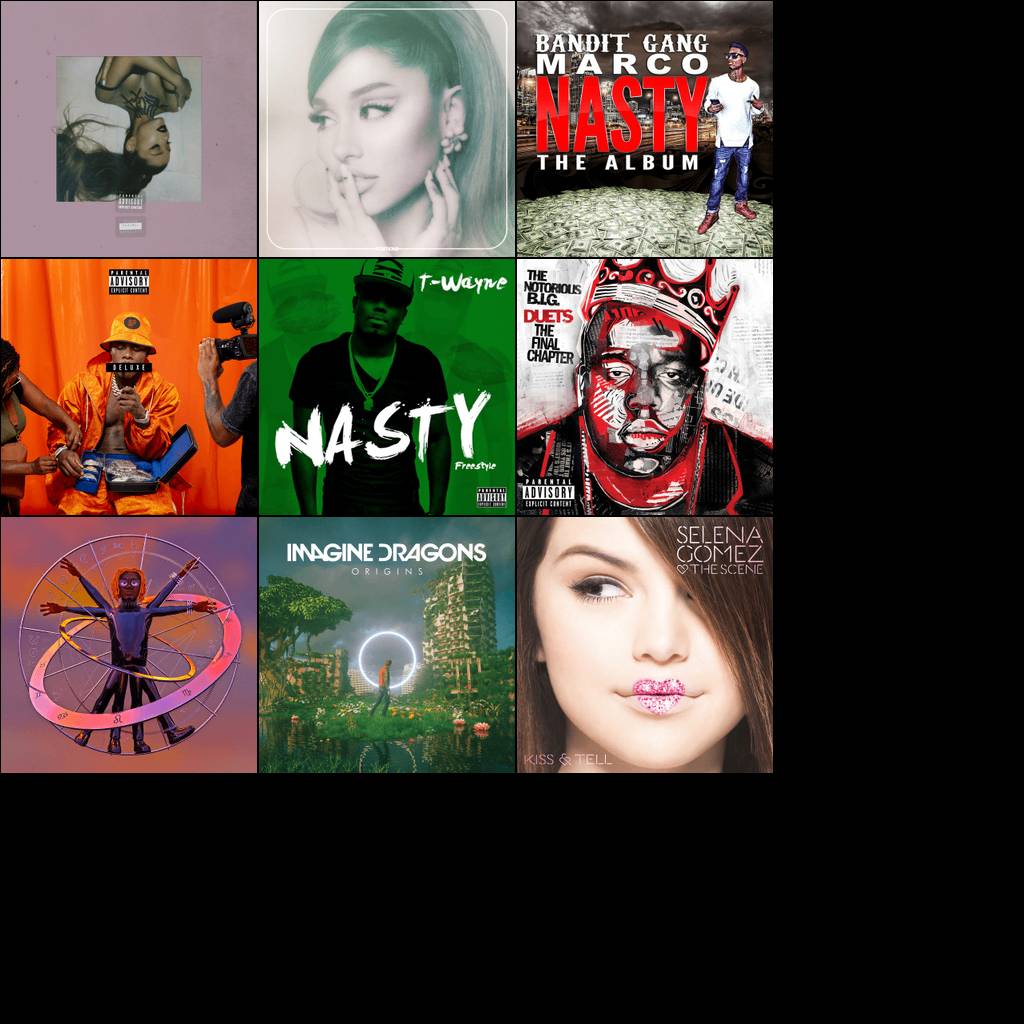 BANDIT GANG
MARCO
NASTY
THE ALBUM
PARENTAL
ADVISORY
EXPLICIT CONTENT
DELUXE
T-Wayne
NASTY
Freestyle
PARENTAL
ADVISORY
EXPLICIT CONTENT
THE
NOTORIOUS
B.I.G.
DUETS
THE
FINAL
CHAPTER
PARENTAL
ADVISORY
EXPLICIT CONTENT
IMAGINE DRAGONS
ORIGINS
SELENA
GOMEZ
♡THE SCENE
KISS & TELL